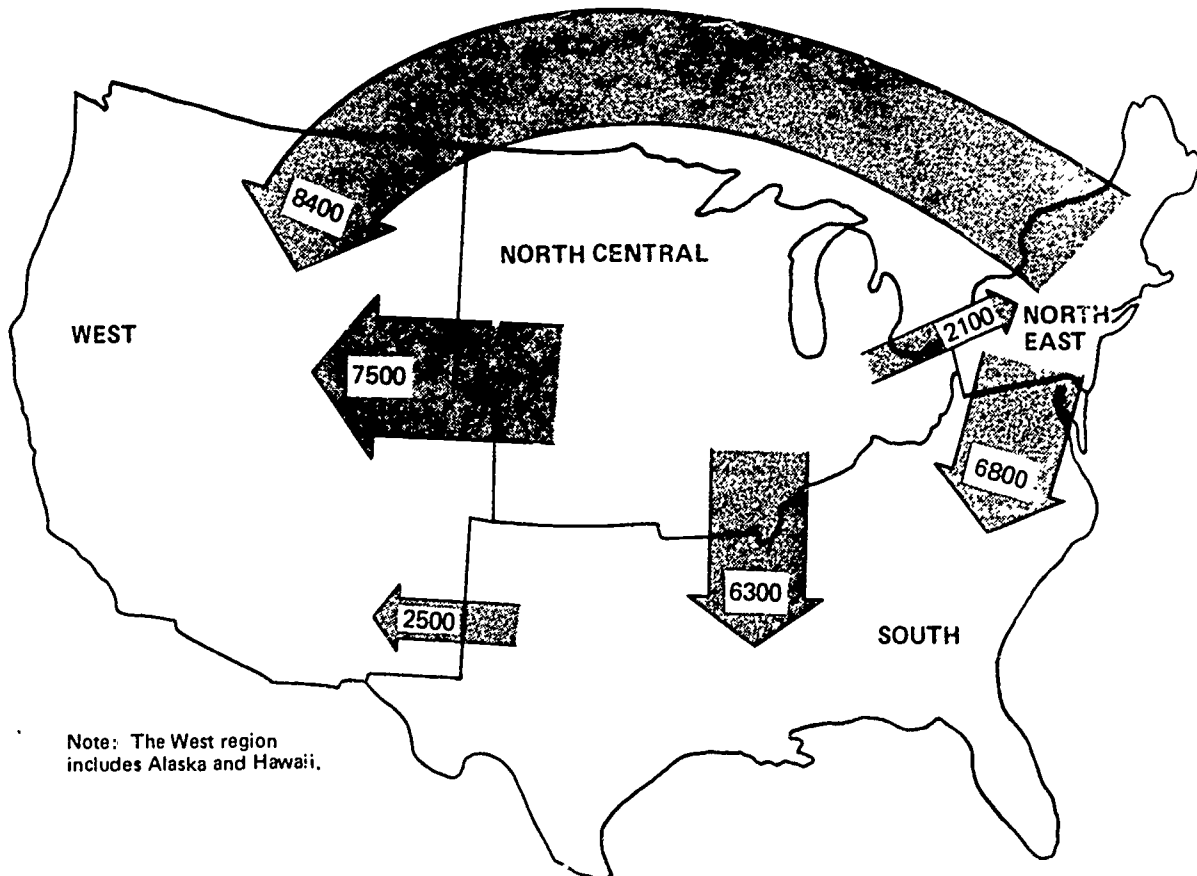 8400
NORTH CENTRAL
WEST
2100
NORTH
EAST
7500
6800
6300
2500
SOUTH
Note: The West region
includes Alaska and Hawaii.